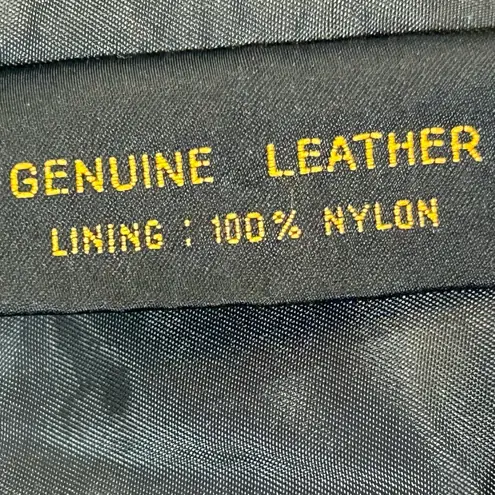 GENUINE LEATHER
LINING : 100% NYLON